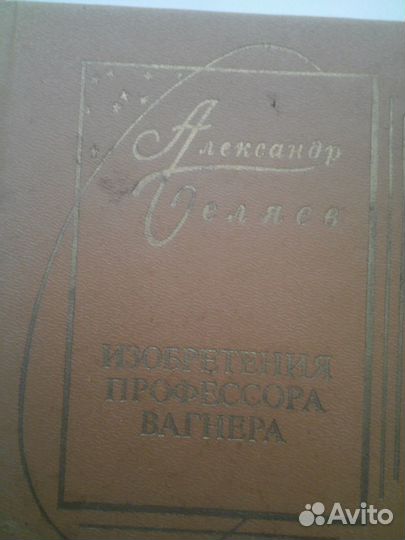 Александр
Беляев
ИЗОБРЕТЕНИЯ
ПРОФЕССОРА
ВАГНЕРА
Avito